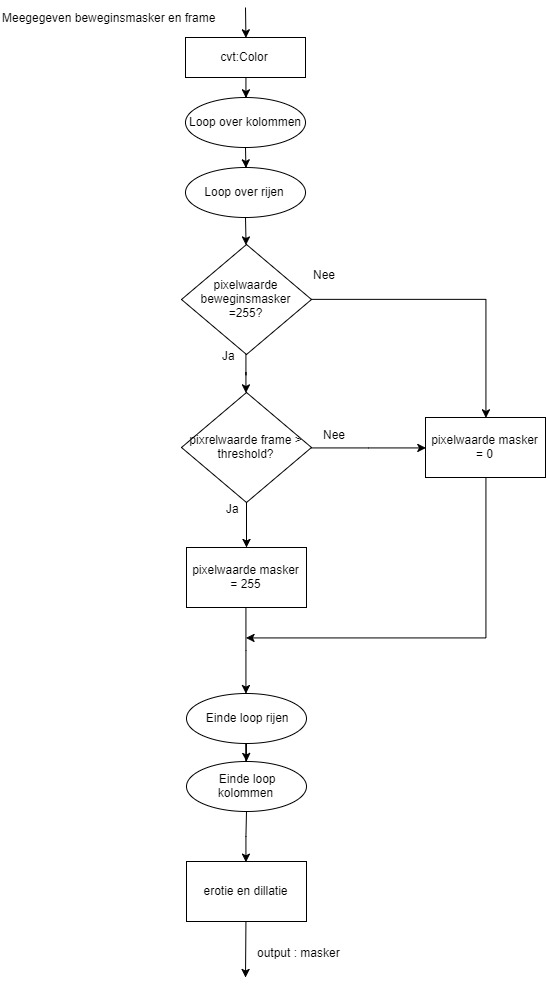 Meegegeven beweginsmasker en frame
cvt:Color
Loop over kolommen
Loop over rijen
pixelwaarde
beweginsmasker
=255?
Nee
Ja
pixrelwaarde frame >
threshold?
Nee
pixelwaarde masker
= 0
Ja
pixelwaarde masker
= 255
Einde loop rijen
Einde loop
kolommen
erotie en dillatie
output : masker